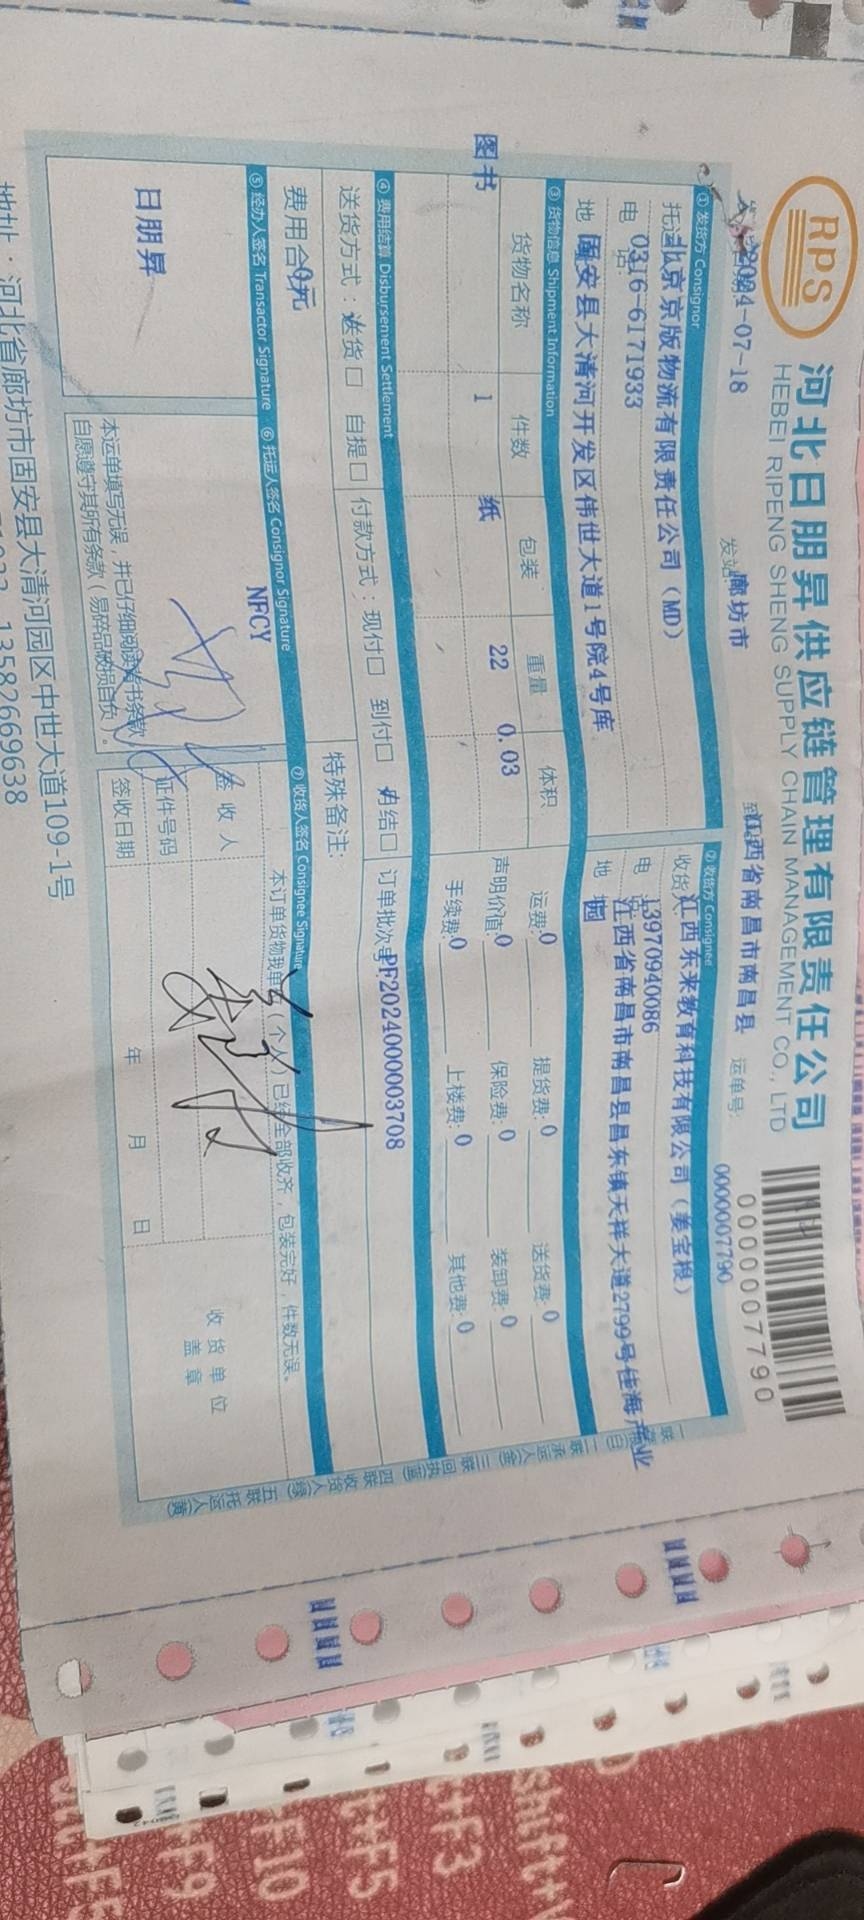 RPS
河北日朋昇供应链管理有限责任公司
HEBEI RIPENG SHENG SUPPLY CHAIN MANAGEMENT CO., LTD
0000007790
2024-07-18 发站: 廊坊市 江西省南昌市南昌县 运单号: 0000007790
① 发货方 Consignor
托运 北京京版物流有限责任公司（MD）
电话 0316-6171933
地 固安县大清河开发区伟世大道1号院4号库
② 收货方 Consignee
收货人 江西东来教育科技有限公司（姜宝根）
电 13970940086
地 江西省南昌市南昌县昌东镇天祥大道2799号佳海产业
园
③ 货物信息 Shipment Information
货物名称 件数 包装 重量 体积
图书 1 纸 22 0.03
运费:0 提货费:0 送货费:0
声明价值:0 保险费:0 装卸费:0
手续费:0 上楼费:0 其他费:0
④ 费用结算 Disbursement Settlement
送货方式：送货□ 自提□ 付款方式：现付□ 到付□ 月结□ 订单批次号:PF20240000003708
费用合 0元
特殊备注:
⑤ 经办人签名 Transactor Signature ⑥ 托运人签名 Consignor Signature
⑦ 收货人签名 Consignee Signature
日朋昇
NFCY
本运单填写无误，并已仔细阅读背书条款
自愿遵守其所有条款（易碎品破损自负）。
本订单货物我单位（个人）已经全部收齐，包装完好，件数无误。
签收人
证件号码
签收日期 年 月 日
收货单位
盖章
地址：河北省廊坊市固安县大清河园区中世大道109-1号
13582669638
shift+
+F3
+F5
+F10
+F9